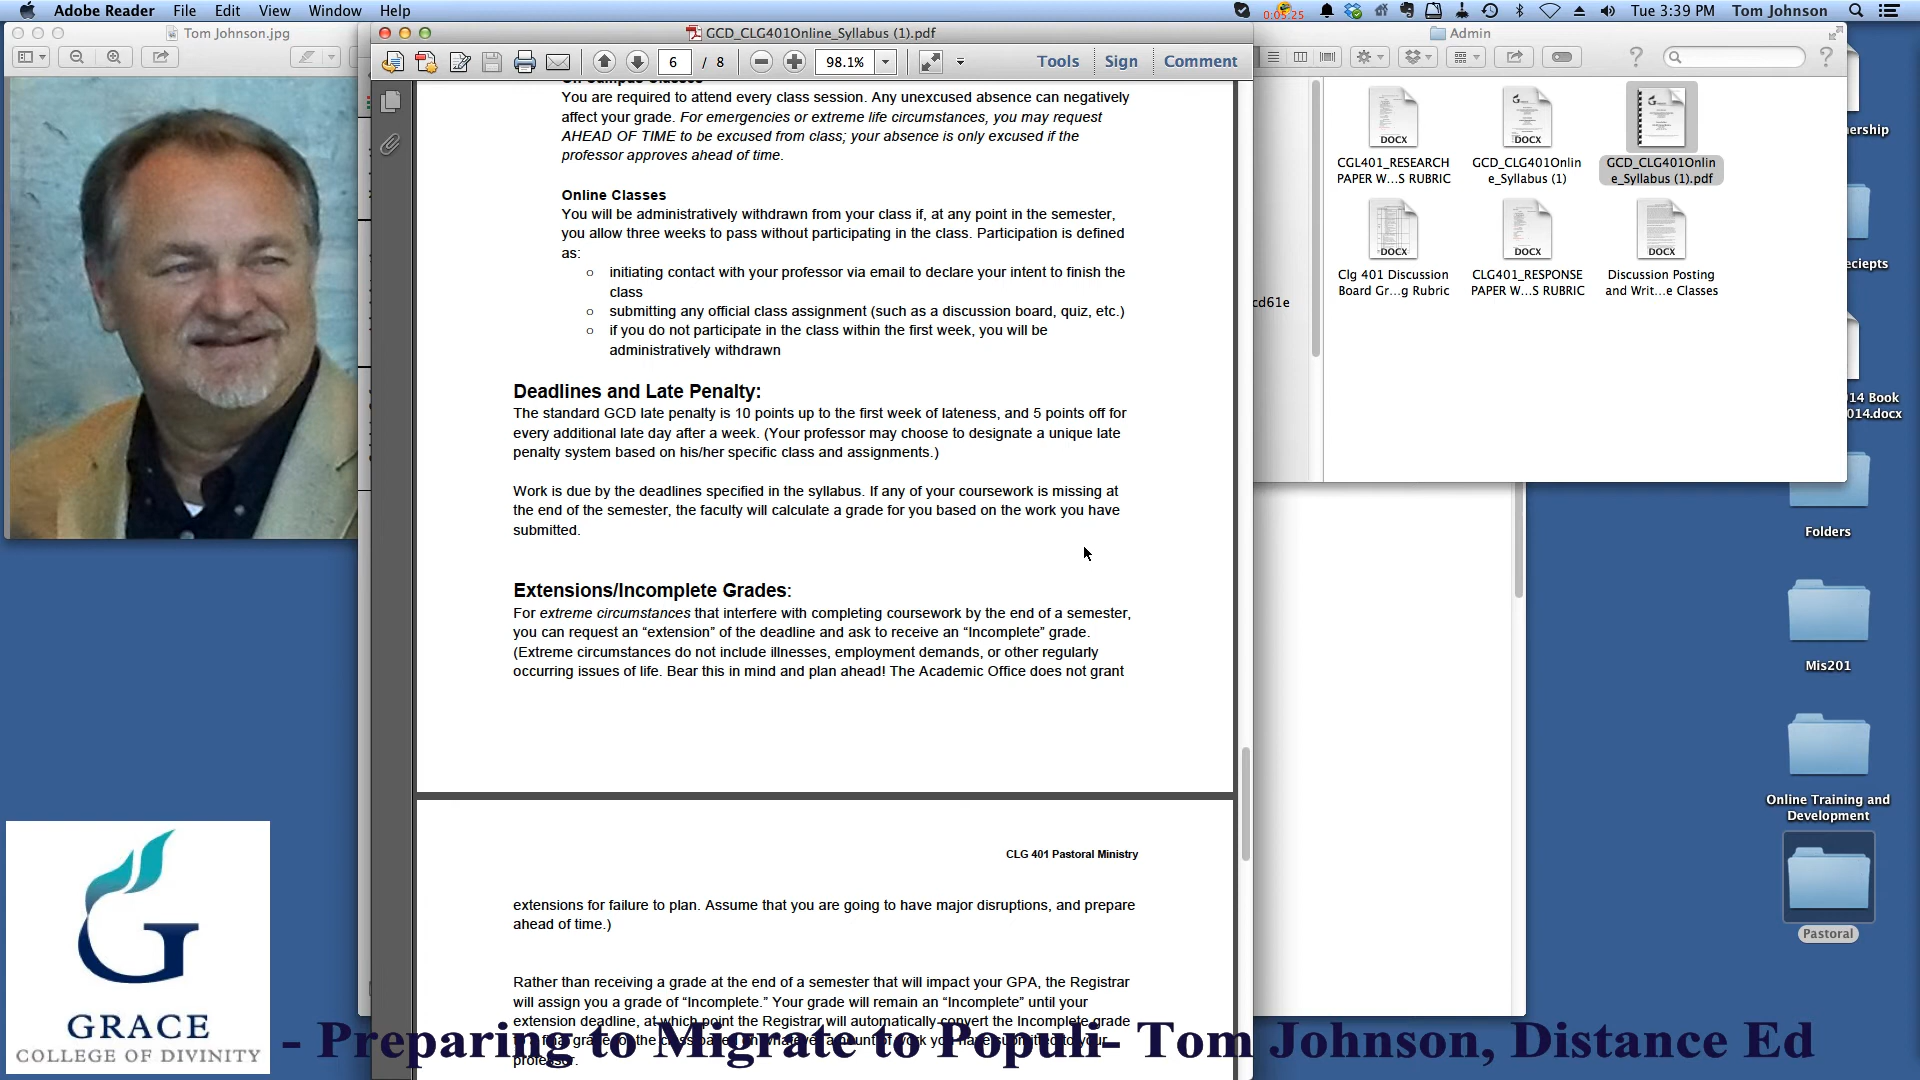 Adobe Reader File Edit View Window Help
0:05:25 Tue 3:39 PM Tom Johnson
Tom Johnson.jpg
GCD_CLG401Online_Syllabus (1).pdf
Admin
6 / 8 98.1% Tools Sign Comment
You are required to attend every class session. Any unexcused absence can negatively
affect your grade. For emergencies or extreme life circumstances, you may request
AHEAD OF TIME to be excused from class; your absence is only excused if the
professor approves ahead of time.
Online Classes
You will be administratively withdrawn from your class if, at any point in the semester,
you allow three weeks to pass without participating in the class. Participation is defined
as:
o initiating contact with your professor via email to declare your intent to finish the
class
o submitting any official class assignment (such as a discussion board, quiz, etc.)
o if you do not participate in the class within the first week, you will be
administratively withdrawn
Deadlines and Late Penalty:
The standard GCD late penalty is 10 points up to the first week of lateness, and 5 points off for
every additional late day after a week. (Your professor may choose to designate a unique late
penalty system based on his/her specific class and assignments.)
Work is due by the deadlines specified in the syllabus. If any of your coursework is missing at
the end of the semester, the faculty will calculate a grade for you based on the work you have
submitted.
Extensions/Incomplete Grades:
For extreme circumstances that interfere with completing coursework by the end of a semester,
you can request an “extension” of the deadline and ask to receive an “Incomplete” grade.
(Extreme circumstances do not include illnesses, employment demands, or other regularly
occurring issues of life. Bear this in mind and plan ahead! The Academic Office does not grant
CLG 401 Pastoral Ministry
extensions for failure to plan. Assume that you are going to have major disruptions, and prepare
ahead of time.)
Rather than receiving a grade at the end of a semester that will impact your GPA, the Registrar
will assign you a grade of “Incomplete.” Your grade will remain an “Incomplete” until your
extension deadline, at which point the Registrar will automatically convert the Incomplete grade
professor.
DOCX
CGL401_RESEARCH
PAPER W...S RUBRIC
DOCX
GCD_CLG401Onlin
e_Syllabus (1)
GCD_CLG401Onlin
e_Syllabus (1).pdf
DOCX
Clg 401 Discussion
Board Gr...g Rubric
DOCX
CLG401_RESPONSE
PAPER W...S RUBRIC
DOCX
Discussion Posting
and Writ...e Classes
cd61e
ership
eciepts
14 Book
014.docx
Folders
Mis201
Online Training and
Development
Pastoral
G
GRACE
COLLEGE OF DIVINITY
- Preparing to Migrate to Populi- Tom Johnson, Distance Ed